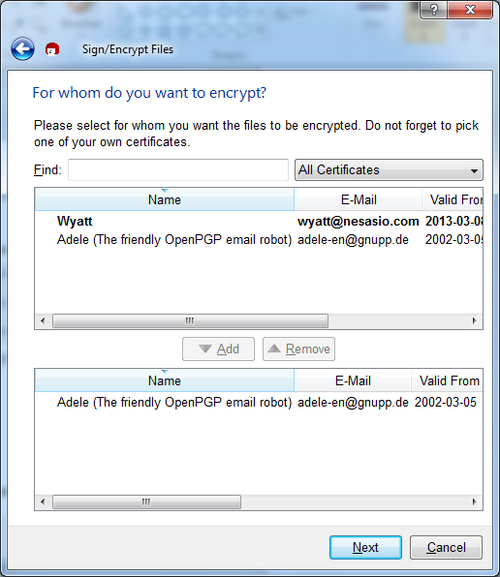 Sign/Encrypt Files
For whom do you want to encrypt?
Please select for whom you want the files to be encrypted. Do not forget to pick
one of your own certificates.
Find: All Certificates
Name E-Mail Valid From
Wyatt wyatt@nesasio.com 2013-03-08
Adele (The friendly OpenPGP email robot) adele-en@gnupp.de 2002-03-05
Add Remove
Name E-Mail Valid From
Adele (The friendly OpenPGP email robot) adele-en@gnupp.de 2002-03-05
Next Cancel